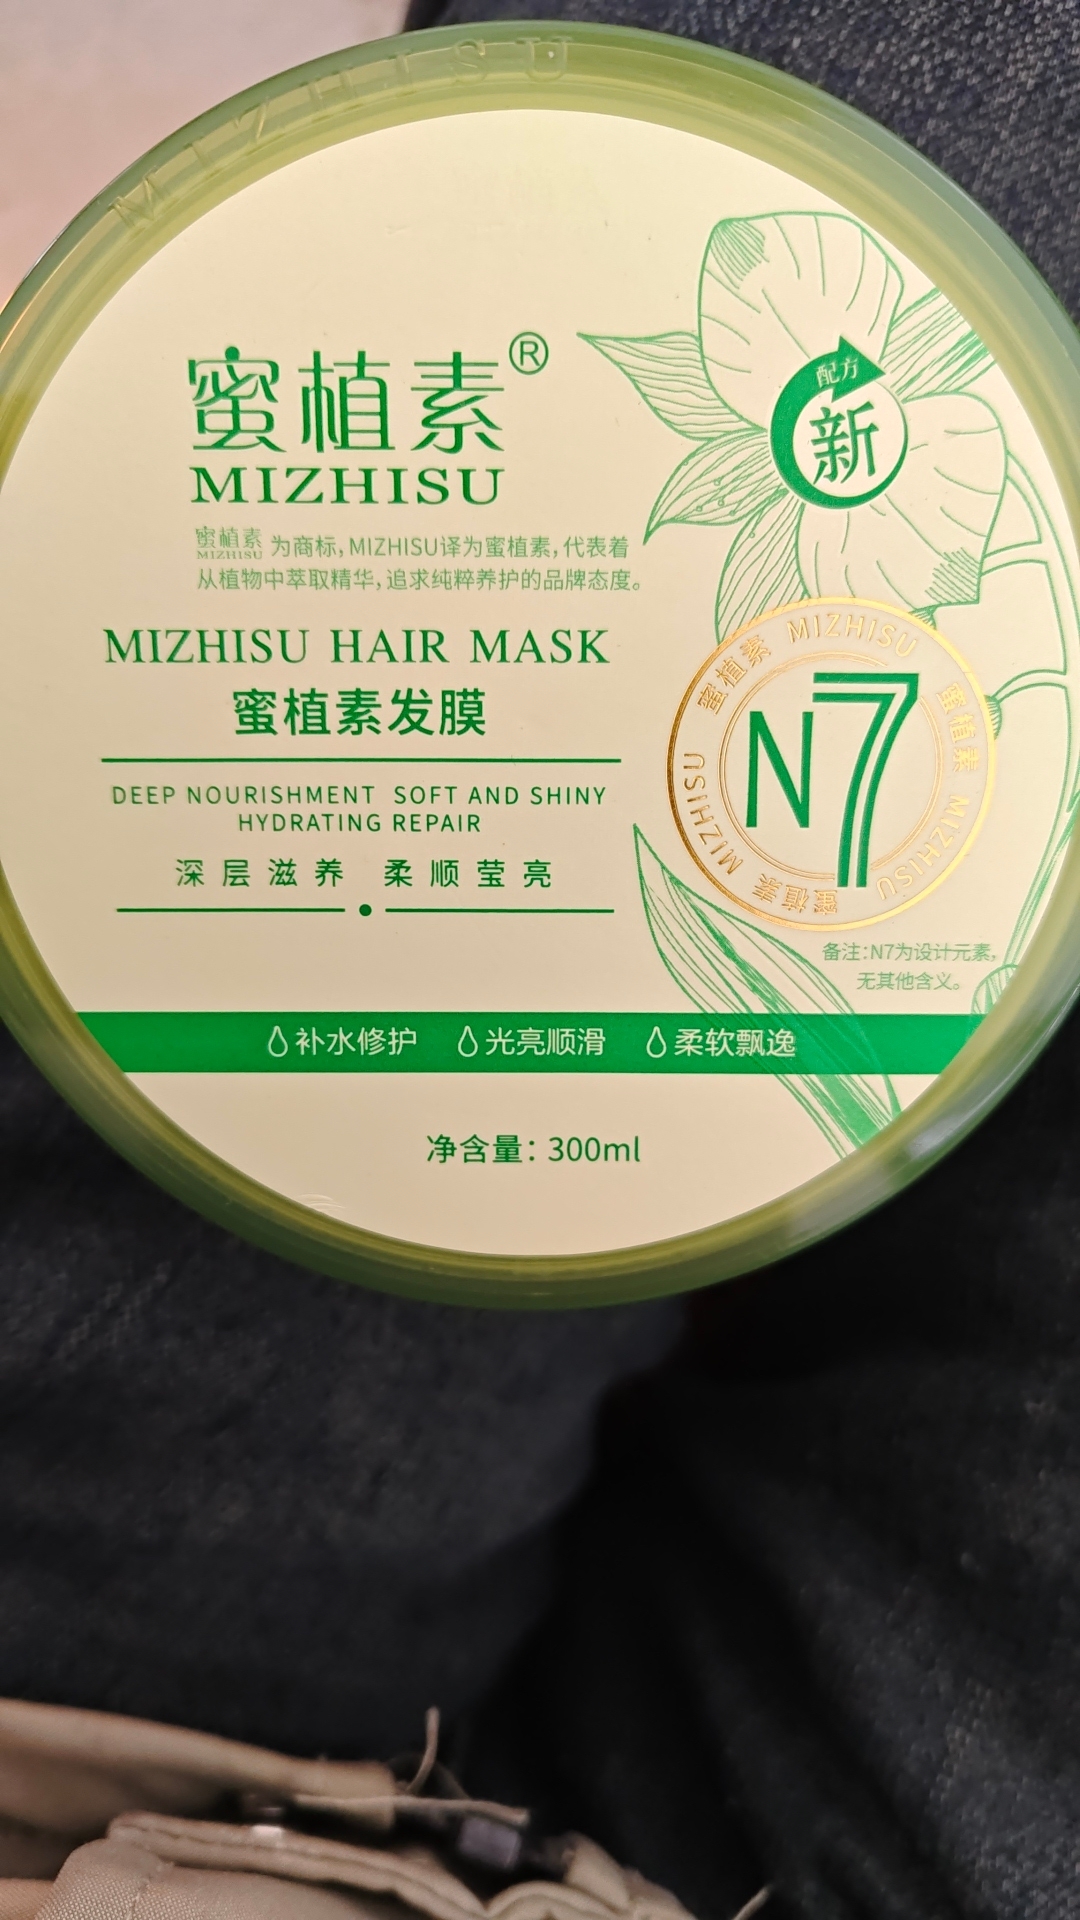 MIZHISU
蜜植素®
MIZHISU
配方
新
蜜植素 MIZHISU 为商标,MIZHISU译为蜜植素,代表着
从植物中萃取精华,追求纯粹养护的品牌态度。
MIZHISU HAIR MASK
蜜植素发膜
DEEP NOURISHMENT SOFT AND SHINY
HYDRATING REPAIR
深层滋养 柔顺莹亮
蜜植素 MIZHISU 蜜植素 MIZHISU 蜜植素 MIZHISU
N7
备注:N7为设计元素,
无其他含义。
补水修护 光亮顺滑 柔软飘逸
净含量: 300ml